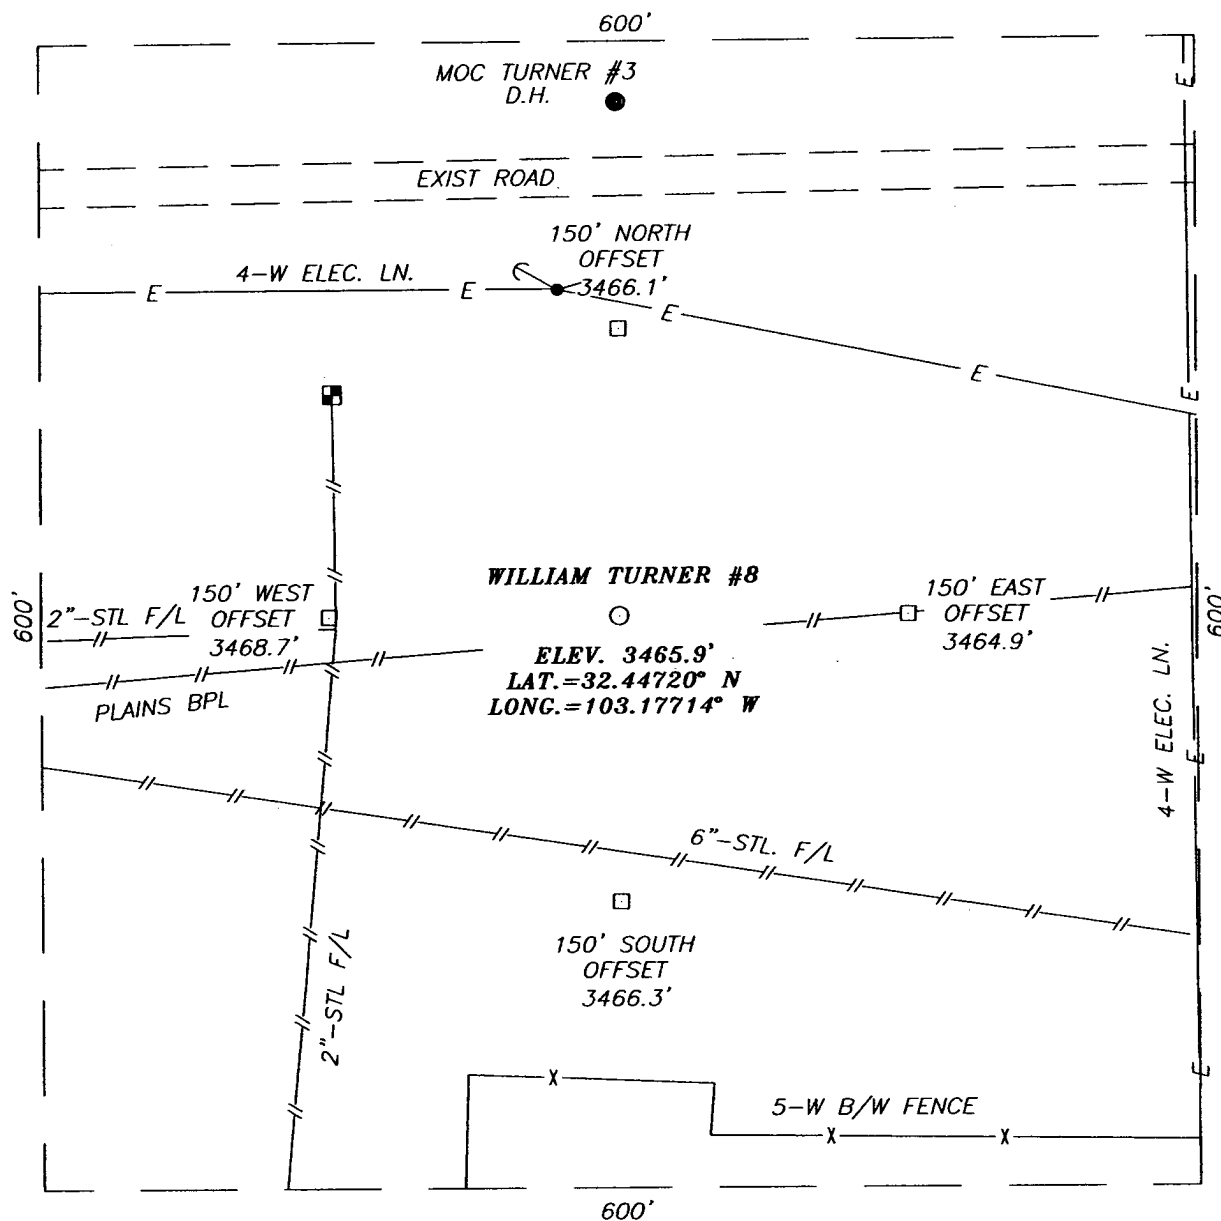 600'
MOC TURNER #3
D.H.
EXIST ROAD
150' NORTH
OFFSET
3466.1'
4-W ELEC. LN.
E
E
E
E
E
E
WILLIAM TURNER #8
600'
2"-STL F/L
150' WEST
OFFSET
3468.7'
150' EAST
OFFSET
3464.9'
600'
ELEV. 3465.9'
LAT.=32.44720° N
LONG.=103.17714° W
PLAINS BPL
4-W ELEC. LN.
E
6"-STL. F/L
150' SOUTH
OFFSET
3466.3'
2"-STL F/L
E
X
5-W B/W FENCE
X
X
600'